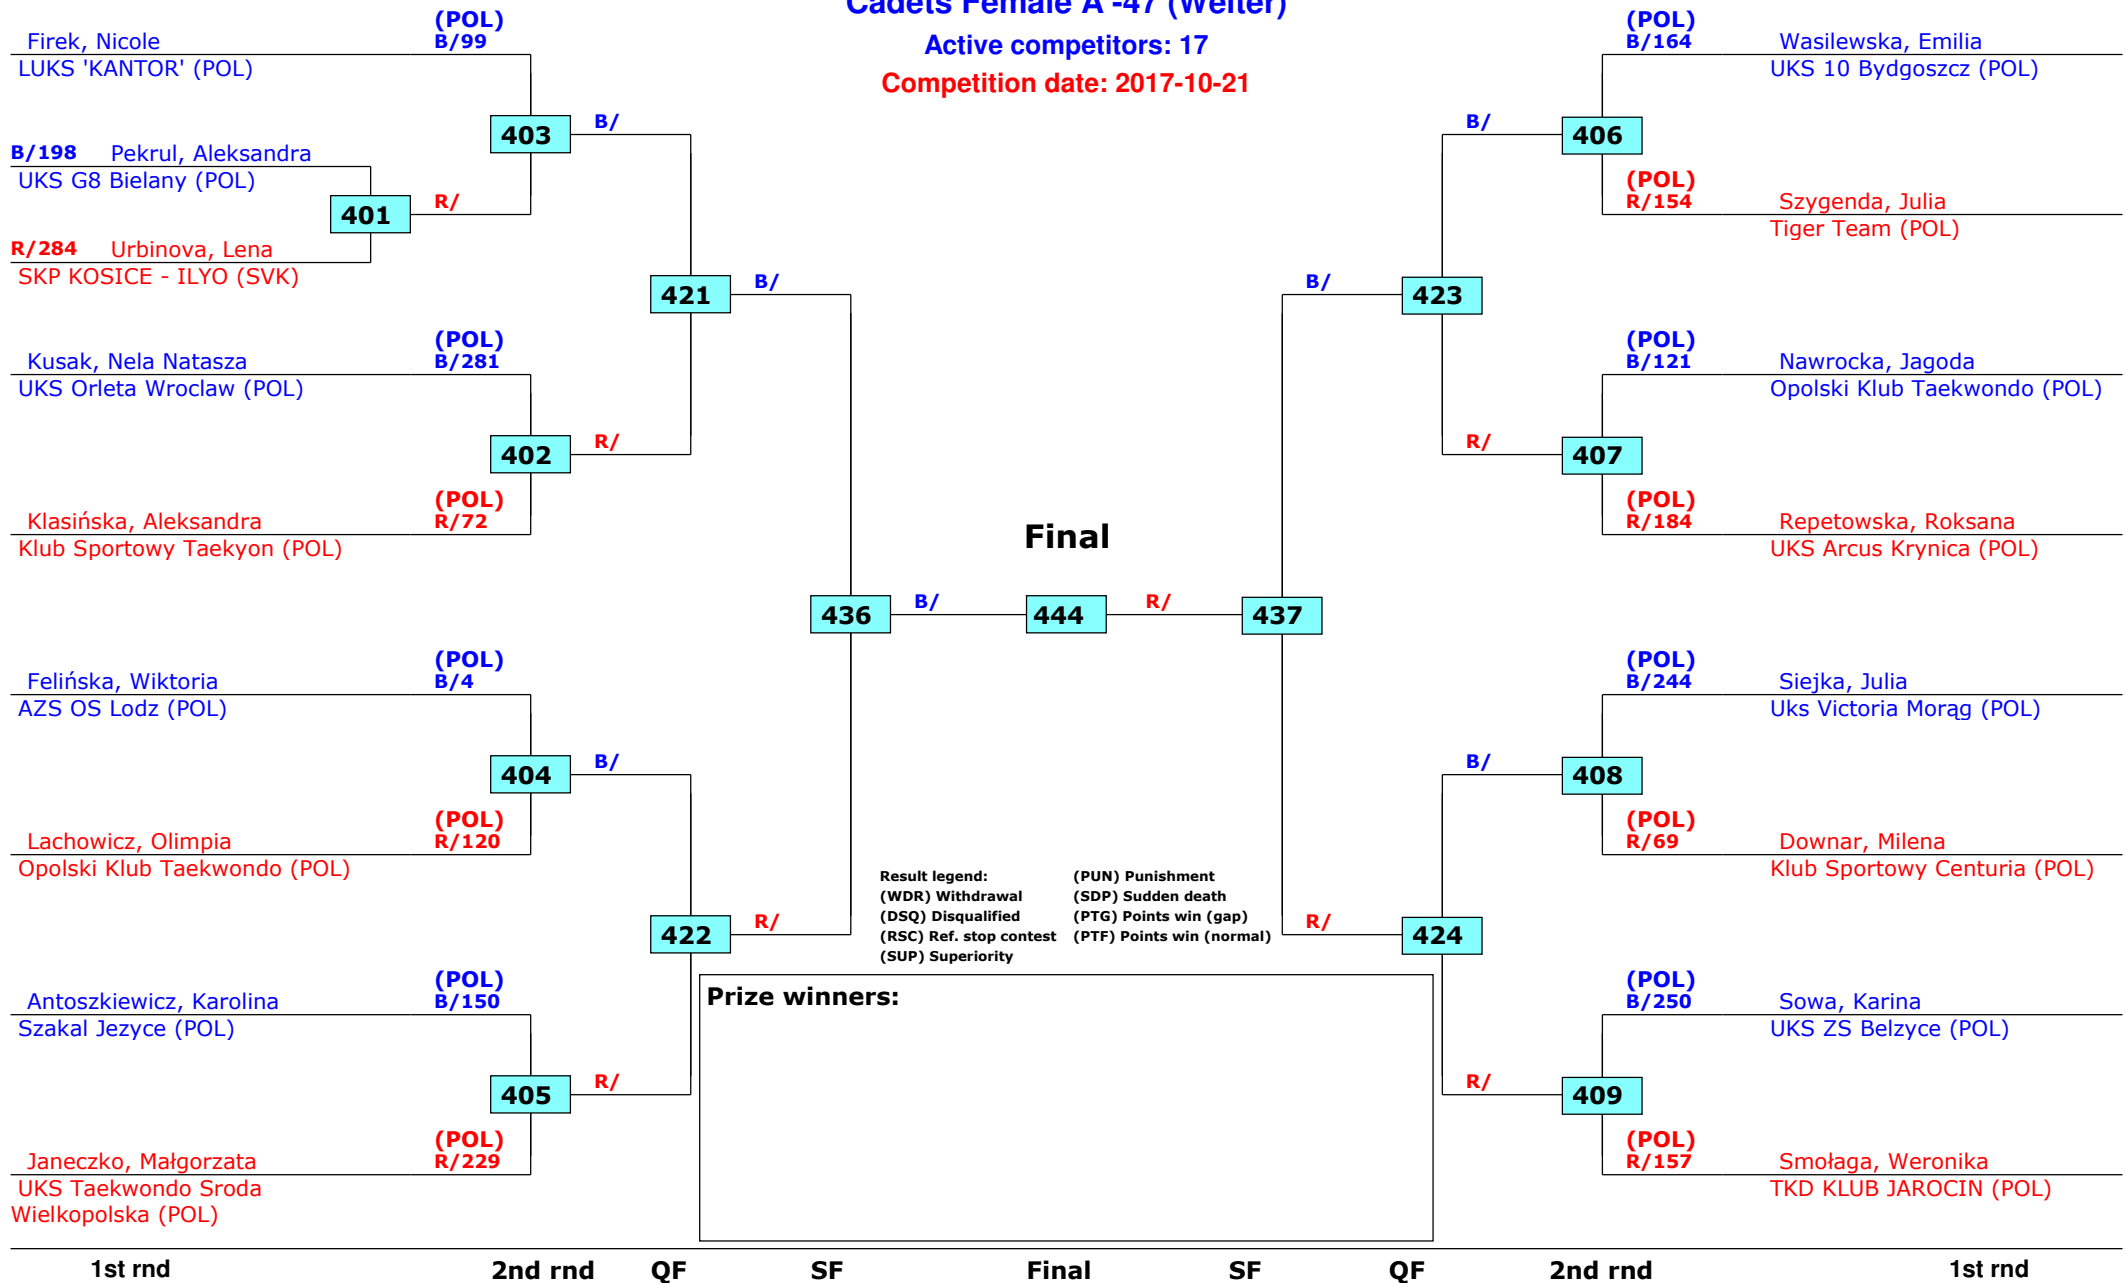 Cadets Female A -47 (Welter)
Active competitors: 17
Competition date: 2017-10-21
(POL)
Firek, Nicole B/99
LUKS 'KANTOR' (POL)
403
B/
B/198 Pekrul, Aleksandra
UKS G8 Bielany (POL)
401
R/
R/284 Urbinova, Lena
SKP KOSICE - ILYO (SVK)
421
B/
(POL)
Kusak, Nela Natasza B/281
UKS Orleta Wroclaw (POL)
402
R/
(POL)
Klasińska, Aleksandra R/72
Klub Sportowy Taekyon (POL)
436
B/
(POL)
Felińska, Wiktoria B/4
AZS OS Lodz (POL)
404
B/
(POL)
Lachowicz, Olimpia R/120
Opolski Klub Taekwondo (POL)
422
R/
(POL)
Antoszkiewicz, Karolina B/150
Szakal Jezyce (POL)
405
R/
(POL)
Janeczko, Małgorzata R/229
UKS Taekwondo Sroda
Wielkopolska (POL)
Final
444
R/
437
(POL)
B/164 Wasilewska, Emilia
UKS 10 Bydgoszcz (POL)
B/
406
(POL)
R/154 Szygenda, Julia
Tiger Team (POL)
B/
423
(POL)
B/121 Nawrocka, Jagoda
Opolski Klub Taekwondo (POL)
R/
407
(POL)
R/184 Repetowska, Roksana
UKS Arcus Krynica (POL)
(POL)
B/244 Siejka, Julia
Uks Victoria Morąg (POL)
B/
408
(POL)
R/69 Downar, Milena
Klub Sportowy Centuria (POL)
R/
424
(POL)
B/250 Sowa, Karina
UKS ZS Belzyce (POL)
R/
409
(POL)
R/157 Smołaga, Weronika
TKD KLUB JAROCIN (POL)
Result legend: (PUN) Punishment
(WDR) Withdrawal (SDP) Sudden death
(DSQ) Disqualified (PTG) Points win (gap)
(RSC) Ref. stop contest (PTF) Points win (normal)
(SUP) Superiority
Prize winners:
1st rnd 2nd rnd QF SF Final SF QF 2nd rnd 1st rnd